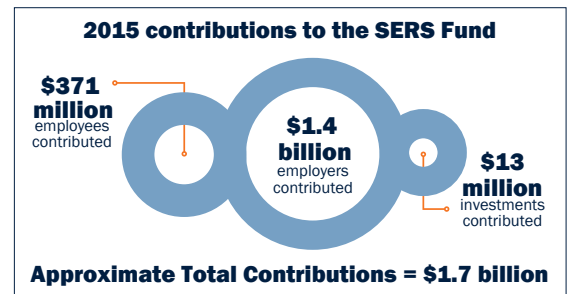 2015 contributions to the SERS Fund
$371
million
employees
contributed
$1.4
billion
employers
contributed
$13
million
investments
contributed
Approximate Total Contributions = $1.7 billion